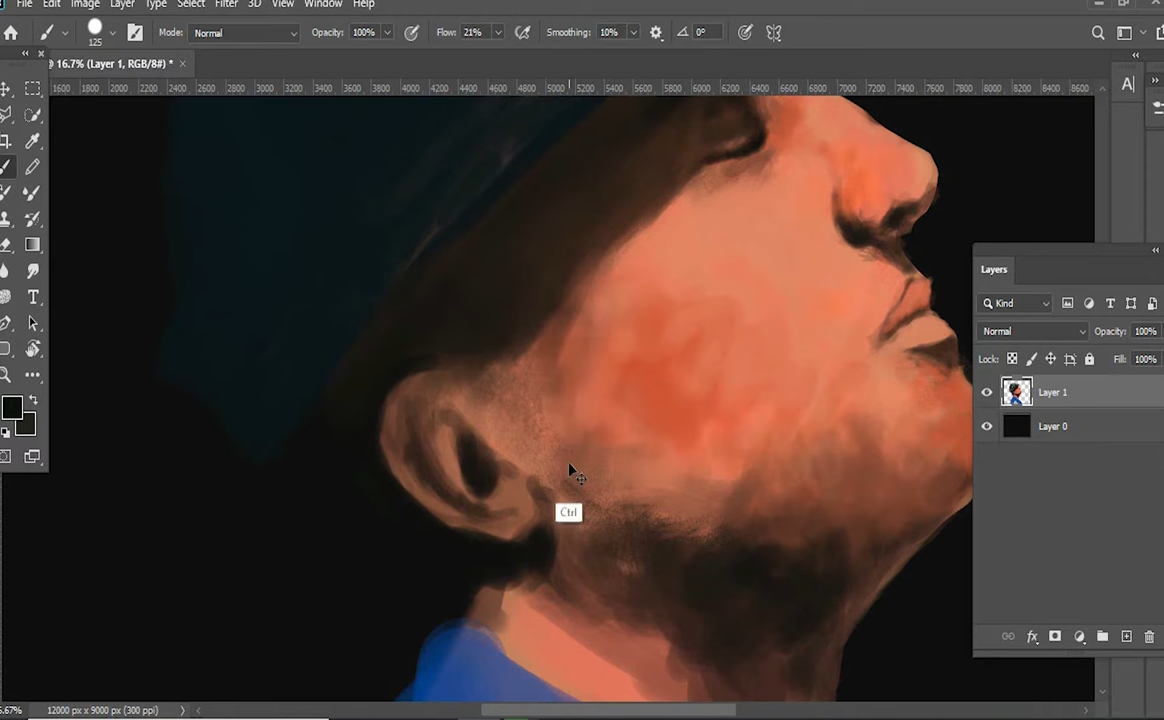 File Edit Image Layer Type Select Filter 3D View Window Help
125 Mode: Normal Opacity: 100% Flow: 21% Smoothing: 10% 0°
@ 16.7% (Layer 1, RGB/8#) *
1600 1800 2000 2200 2400 2600 2800 3000 3200 3400 3600 3800 4000 4200 4400 4600 4800 5000 5200 5400 5600 5800 6000 6200 6400 6600 6800 7000 7200 7400 7600 7800 8000 8200 8400 8600
A
Layers
Kind
Normal Opacity: 100%
Lock: Fill: 100%
Layer 1
Layer 0
T
Ctrl
fx
6.67% 12000 px x 9000 px (300 ppi)